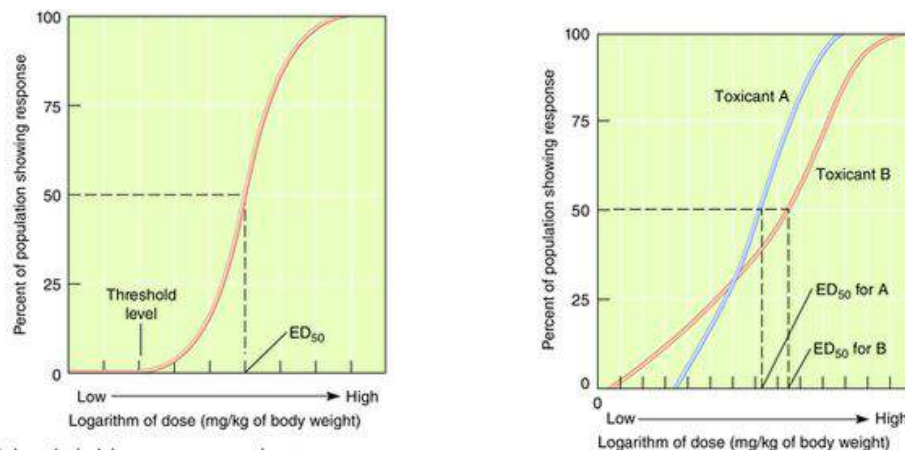 Percent of population showing response
100
75
50
25
0
Threshold
level
ED50
Low
High
Logarithm of dose (mg/kg of body weight)
Percent of population showing response
100
75
50
25
0
0
Toxicant A
Toxicant B
ED50 for A
ED50 for B
Low
High
Logarithm of dose (mg/kg of body weight)